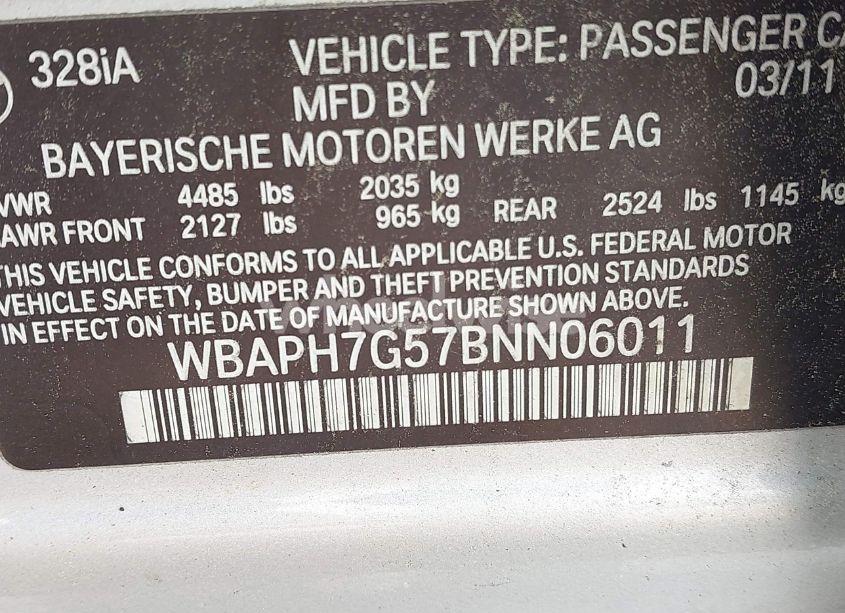 328iA VEHICLE TYPE: PASSENGER CA
MFD BY 03/11
BAYERISCHE MOTOREN WERKE AG
VWR 4485 lbs 2035 kg
AWR FRONT 2127 lbs 965 kg REAR 2524 lbs 1145 kg
THIS VEHICLE CONFORMS TO ALL APPLICABLE U.S. FEDERAL MOTOR
VEHICLE SAFETY, BUMPER AND THEFT PREVENTION STANDARDS
IN EFFECT ON THE DATE OF MANUFACTURE SHOWN ABOVE.
WBAPH7G57BNN06011